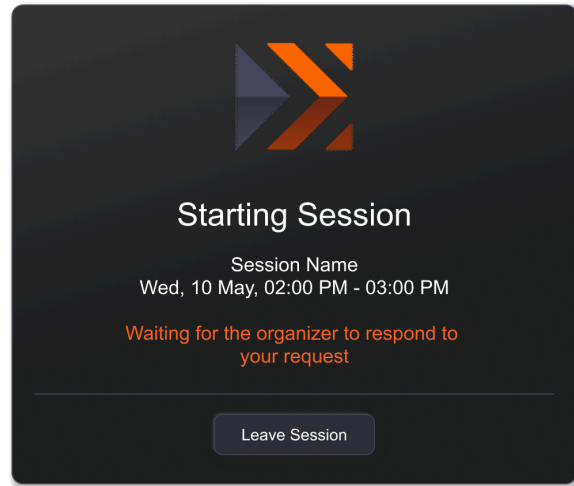 Starting Session
Session Name
Wed, 10 May, 02:00 PM - 03:00 PM
Waiting for the organizer to respond to
your request
Leave Session